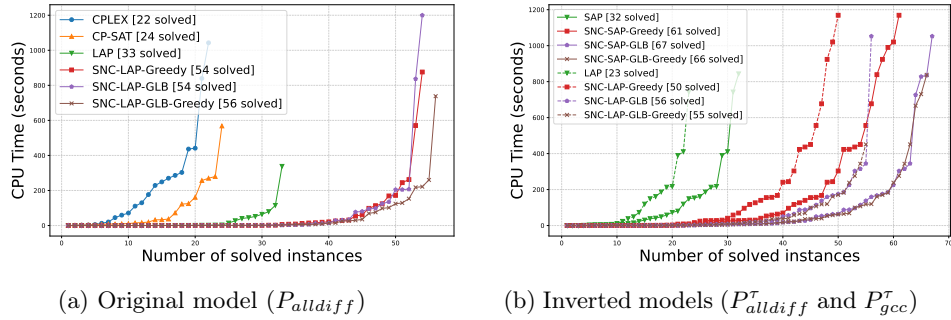 1200
1000
800
600
400
200
0
CPU Time (seconds)
CPLEX [22 solved]
CP-SAT [24 solved]
LAP [33 solved]
SNC-LAP-Greedy [54 solved]
SNC-LAP-GLB [54 solved]
SNC-LAP-GLB-Greedy [56 solved]
0 10 20 30 40 50
Number of solved instances
(a) Original model (P_alldiff)
1200
1000
800
600
400
200
0
CPU Time (seconds)
SAP [32 solved]
SNC-SAP-Greedy [61 solved]
SNC-SAP-GLB [67 solved]
SNC-SAP-GLB-Greedy [66 solved]
LAP [23 solved]
SNC-LAP-Greedy [50 solved]
SNC-LAP-GLB [56 solved]
SNC-LAP-GLB-Greedy [55 solved]
0 10 20 30 40 50 60 70
Number of solved instances
(b) Inverted models (P^τ_alldiff and P^τ_gcc)